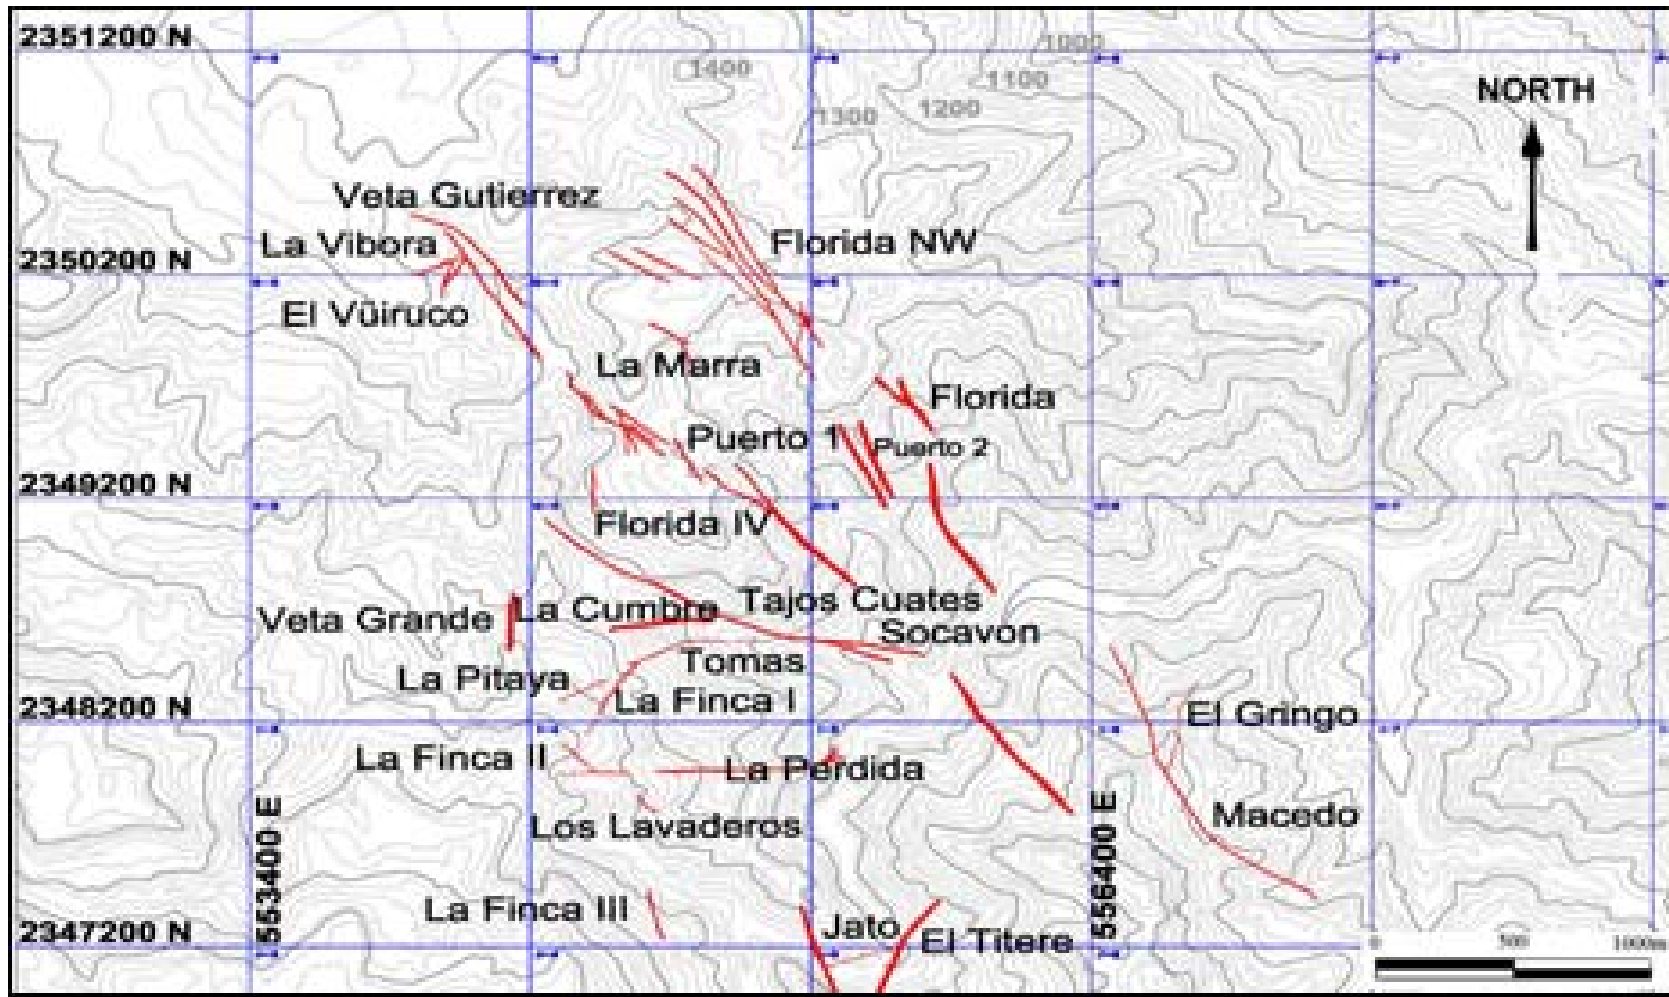 2351200 N
1000
1400
1100
NORTH
1300
1200
Veta Gutierrez
La Vibora
Florida NW
2350200 N
El Vüiruco
La Marra
Florida
Puerto 1
Puerto 2
2349200 N
Florida IV
Veta Grande
La Cumbre
Tajos Cuates
Socavon
Tomas
La Pitaya
La Finca I
2348200 N
El Gringo
La Finca II
La Perdida
Macedo
Los Lavaderos
553400 E
556400 E
La Finca III
Jato
2347200 N
El Titere
0
500
1000m